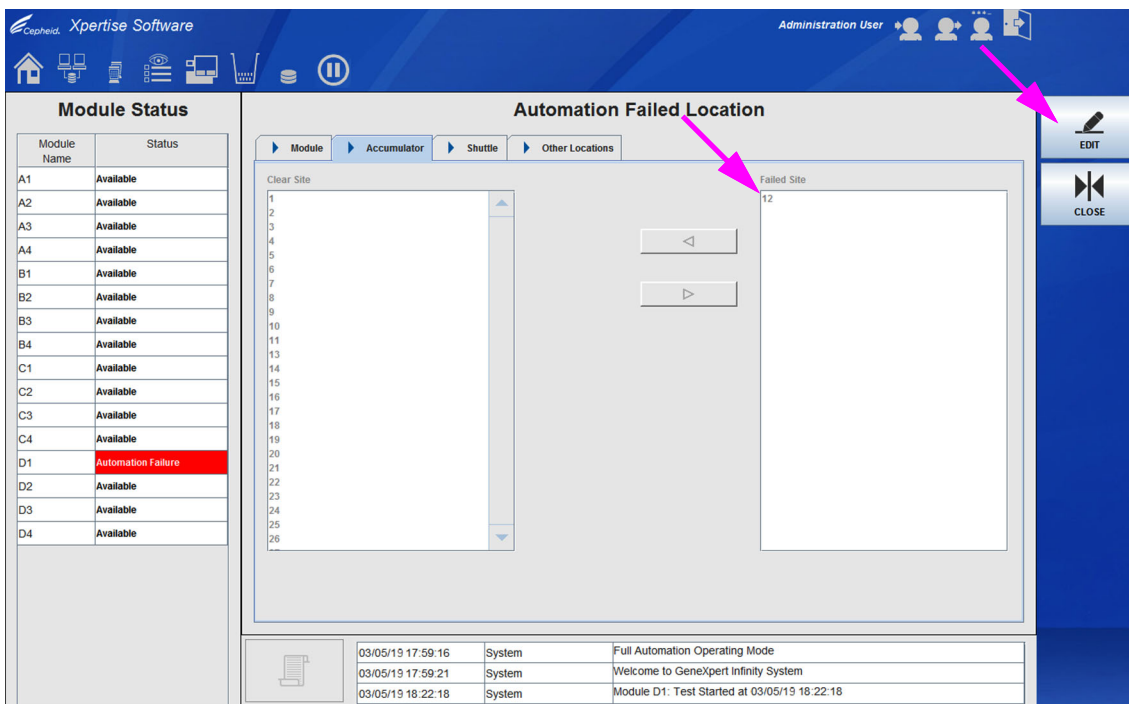 Cepheid. Xpertise Software
Administration User
Module Status
Module Name Status
A1 Available
A2 Available
A3 Available
A4 Available
B1 Available
B2 Available
B3 Available
B4 Available
C1 Available
C2 Available
C3 Available
C4 Available
D1 Automation Failure
D2 Available
D3 Available
D4 Available
Automation Failed Location
Module Accumulator Shuttle Other Locations
Clear Site
1
2
3
4
5
6
7
8
9
10
11
13
14
15
16
17
18
19
20
21
22
23
24
25
26
Failed Site
12
EDIT
CLOSE
03/05/19 17:59:16 System Full Automation Operating Mode
03/05/19 17:59:21 System Welcome to GeneXpert Infinity System
03/05/19 18:22:18 System Module D1: Test Started at 03/05/19 18:22:18